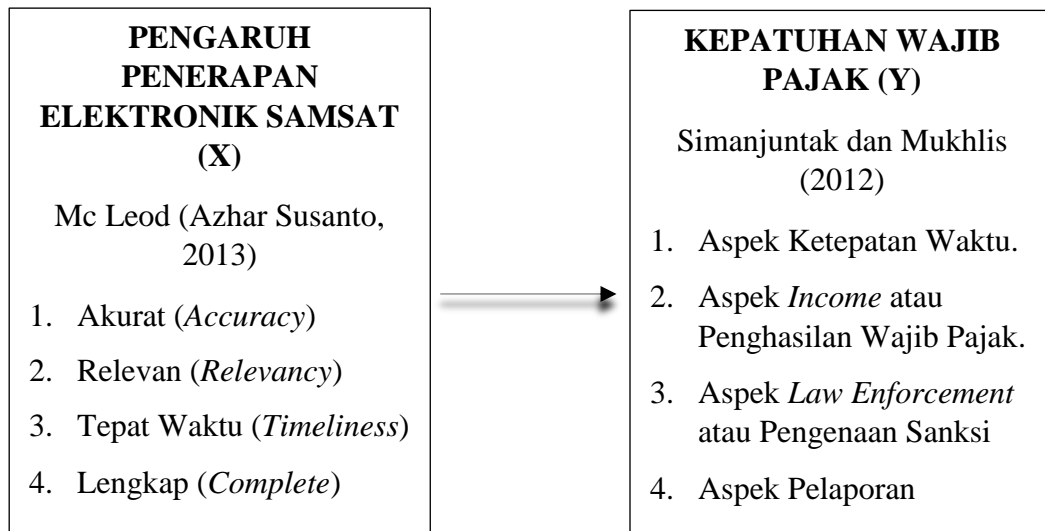 PENGARUH
PENERAPAN
ELEKTRONIK SAMSAT
(X)
Mc Leod (Azhar Susanto,
2013)
1. Akurat (Accuracy)
2. Relevan (Relevancy)
3. Tepat Waktu (Timeliness)
4. Lengkap (Complete)
KEPATUHAN WAJIB
PAJAK (Y)
Simanjuntak dan Mukhlis
(2012)
1. Aspek Ketepatan Waktu.
2. Aspek Income atau
Penghasilan Wajib Pajak.
3. Aspek Law Enforcement
atau Pengenaan Sanksi
4. Aspek Pelaporan